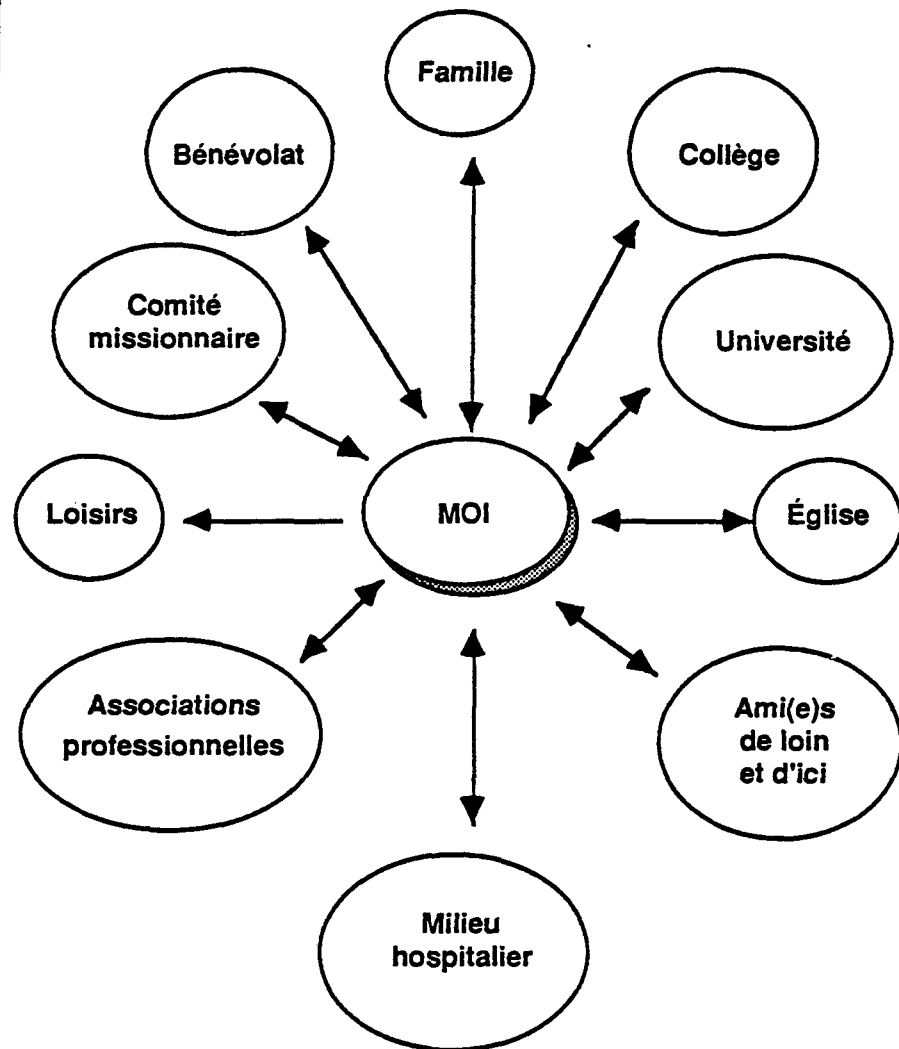 Famille
Bénévolat
Collège
Comité
missionnaire
Université
Loisirs
MOI
Église
Associations
professionnelles
Ami(e)s
de loin
et d'ici
Milieu
hospitalier